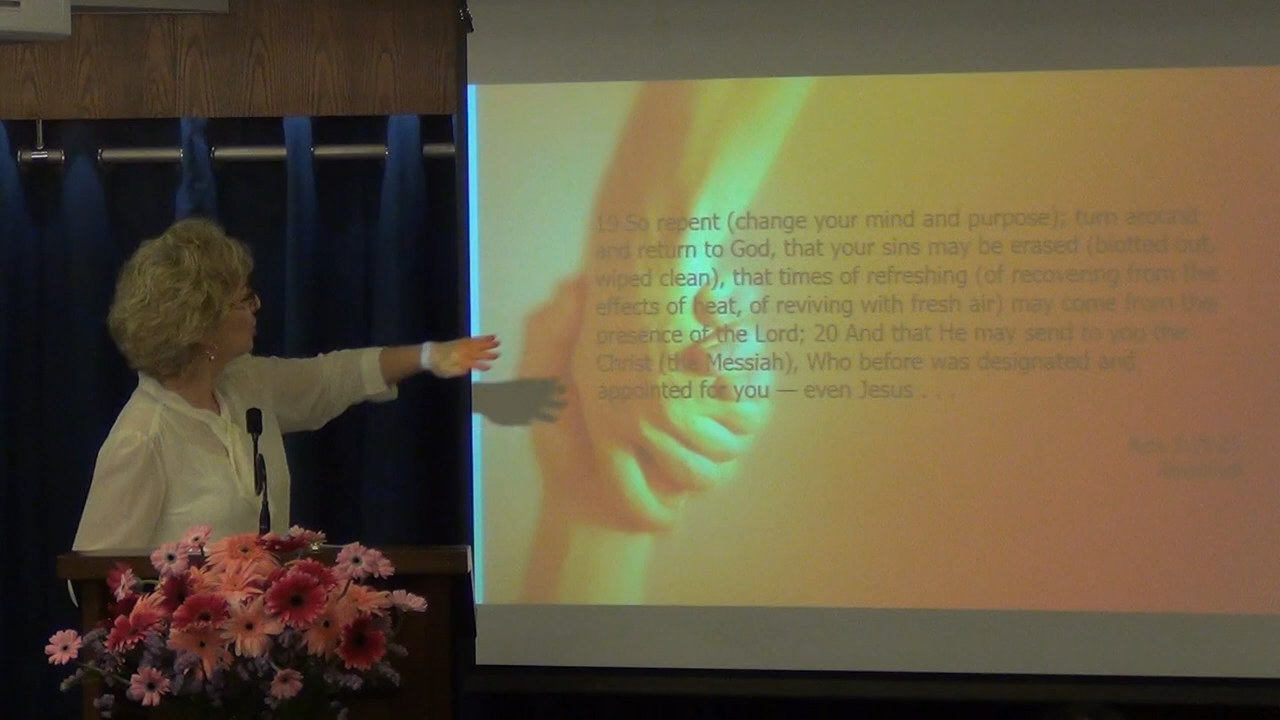 19 So repent (change your mind and purpose); turn around
and return to God, that your sins may be erased (blotted out,
wiped clean), that times of refreshing (of recovering from the
effects of heat, of reviving with fresh air) may come from the
presence of the Lord; 20 And that He may send to you the
Christ (the Messiah), Who before was designated and
appointed for you — even Jesus . . .